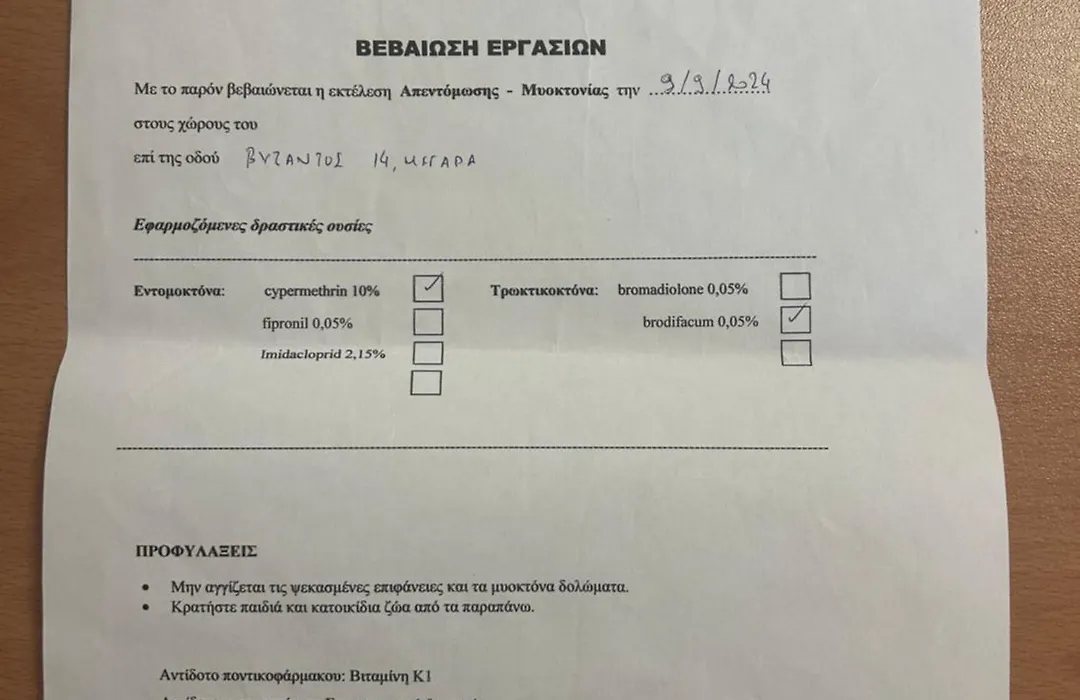 ΒΕΒΑΙΩΣΗ ΕΡΓΑΣΙΩΝ
Με το παρόν βεβαιώνεται η εκτέλεση Απεντόμωσης - Μυοκτονίας την 9/9/2024
στους χώρους του
επί της οδού ΒΥΖΑΝΤΟΣ 14, ΜΕΓΑΡΑ
Εφαρμοζόμενες δραστικές ουσίες
Εντομοκτόνα: cypermethrin 10% ✓ Τρωκτικοκτόνα: bromadiolone 0,05%
fipronil 0,05% brodifacum 0,05% ✓
Imidacloprid 2,15%
ΠΡΟΦΥΛΑΞΕΙΣ
• Μην αγγίζεται τις ψεκασμένες επιφάνειες και τα μυοκτόνα δολώματα.
• Κρατήστε παιδιά και κατοικίδια ζώα από τα παραπάνω.
Αντίδοτο ποντικοφάρμακου: Βιταμίνη Κ1